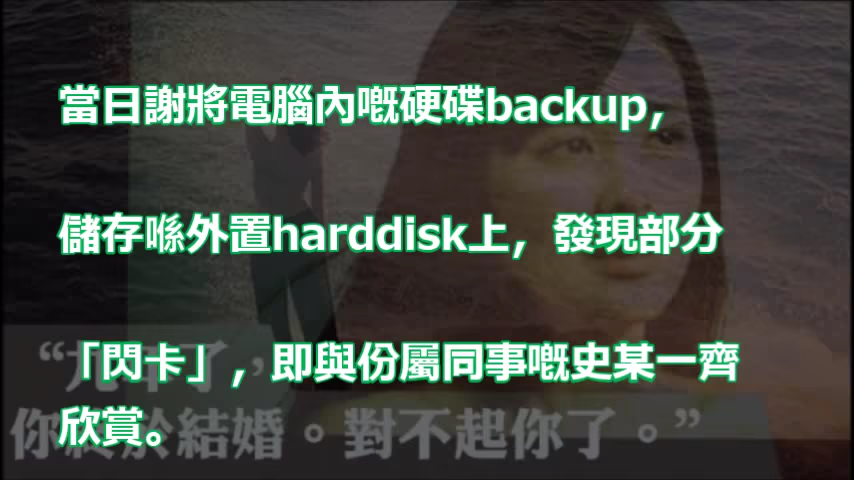 當日謝將電腦內嘅硬碟backup，
儲存喺外置harddisk上，發現部分
「閃卡」，即與份屬同事嘅史某一齊
欣賞。
“九年了，
你終於結婚。對不起你了。”